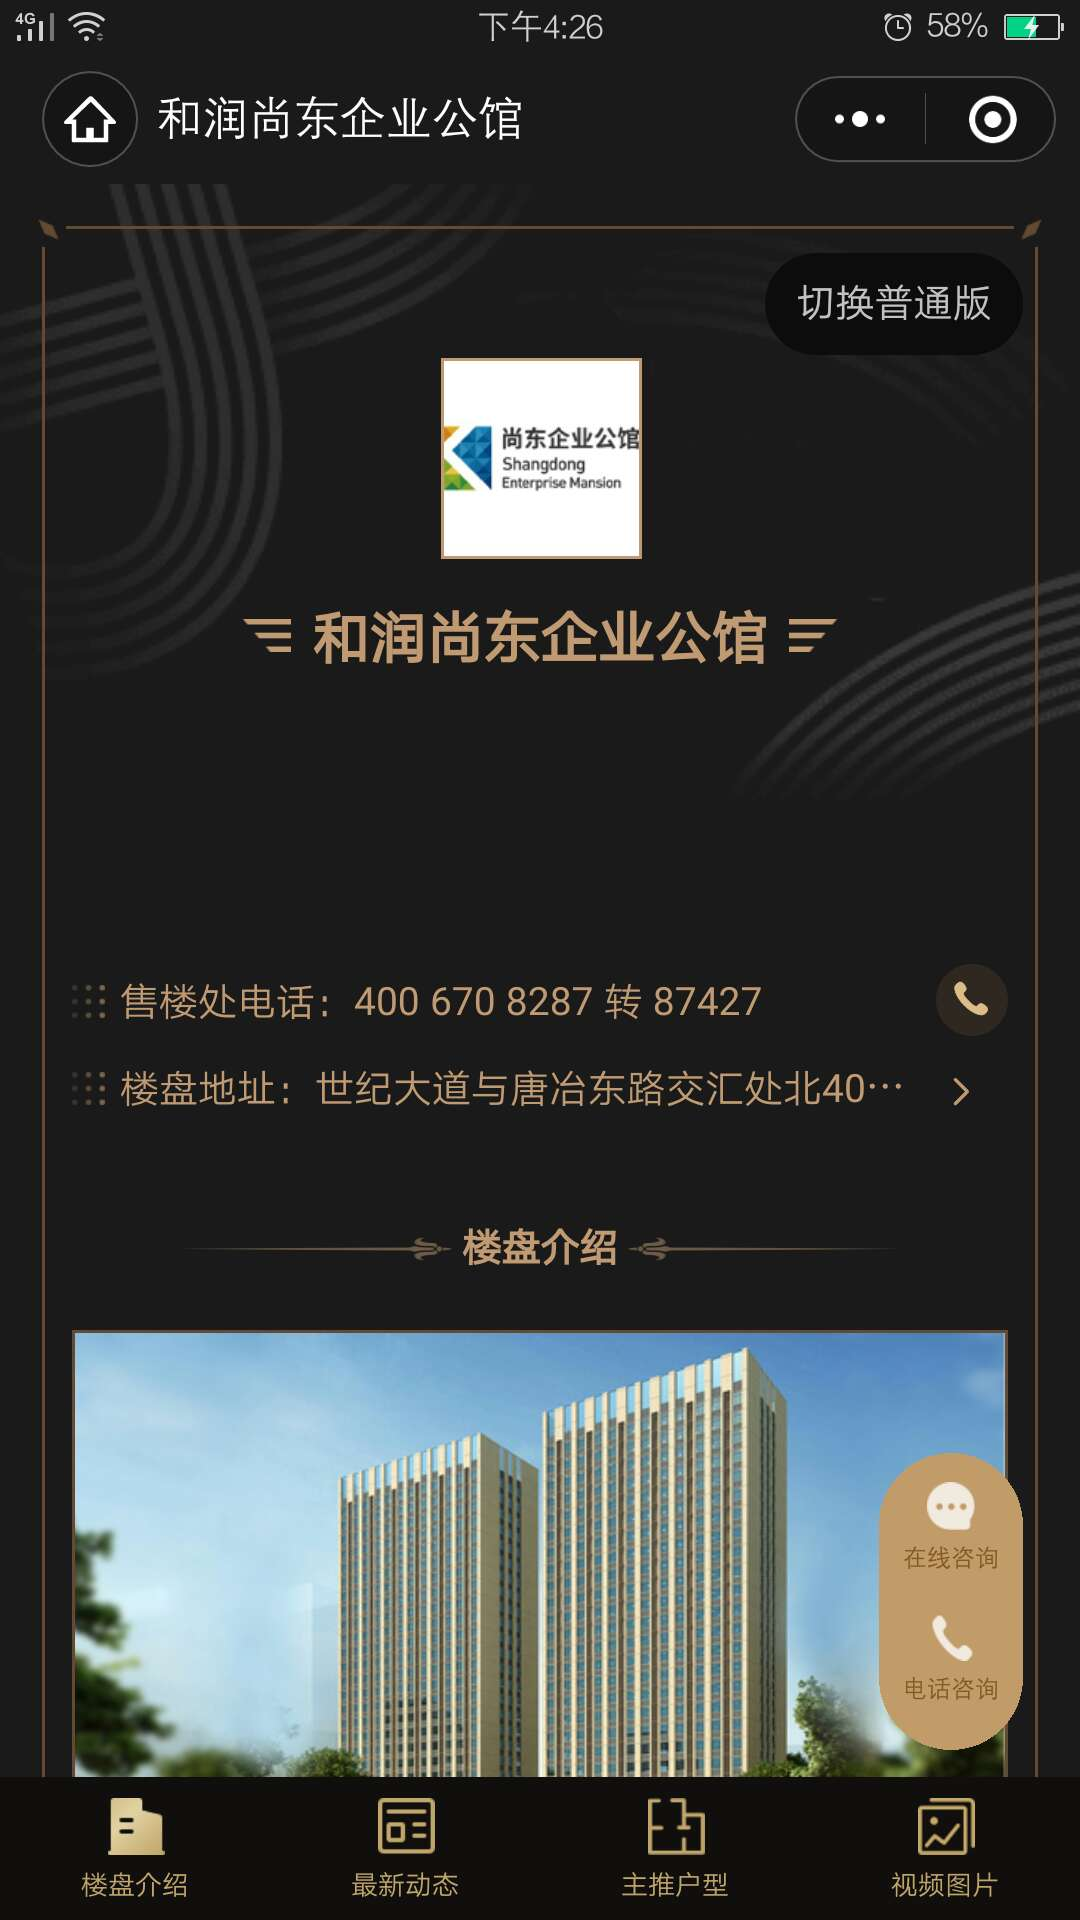 4G 下午4:26 58%
和润尚东企业公馆
切换普通版
尚东企业公馆
Shangdong
Enterprise Mansion
和润尚东企业公馆
售楼处电话：400 670 8287 转 87427
楼盘地址：世纪大道与唐冶东路交汇处北40…
楼盘介绍
在线咨询
电话咨询
楼盘介绍 最新动态 主推户型 视频图片